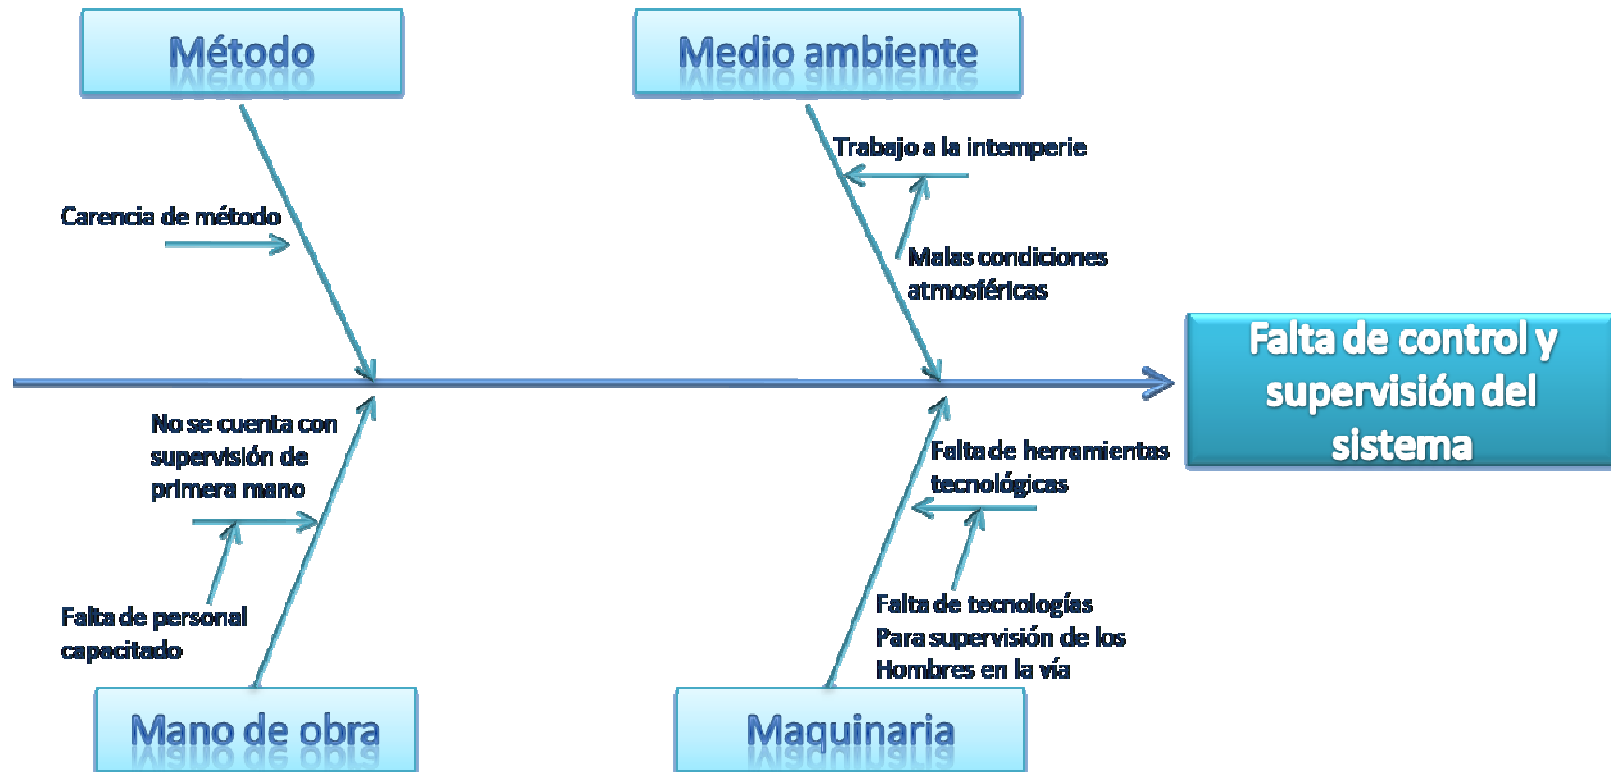 Método
Medio ambiente
Trabajo a la intemperie
Carencia de método
Malas condiciones
atmosféricas
Falta de control y
supervisión del
sistema
No se cuenta con
supervisión de
primera mano
Falta de herramientas
tecnológicas
Falta de personal
capacitado
Falta de tecnologías
Para supervisión de los
Hombres en la vía
Mano de obra
Maquinaria